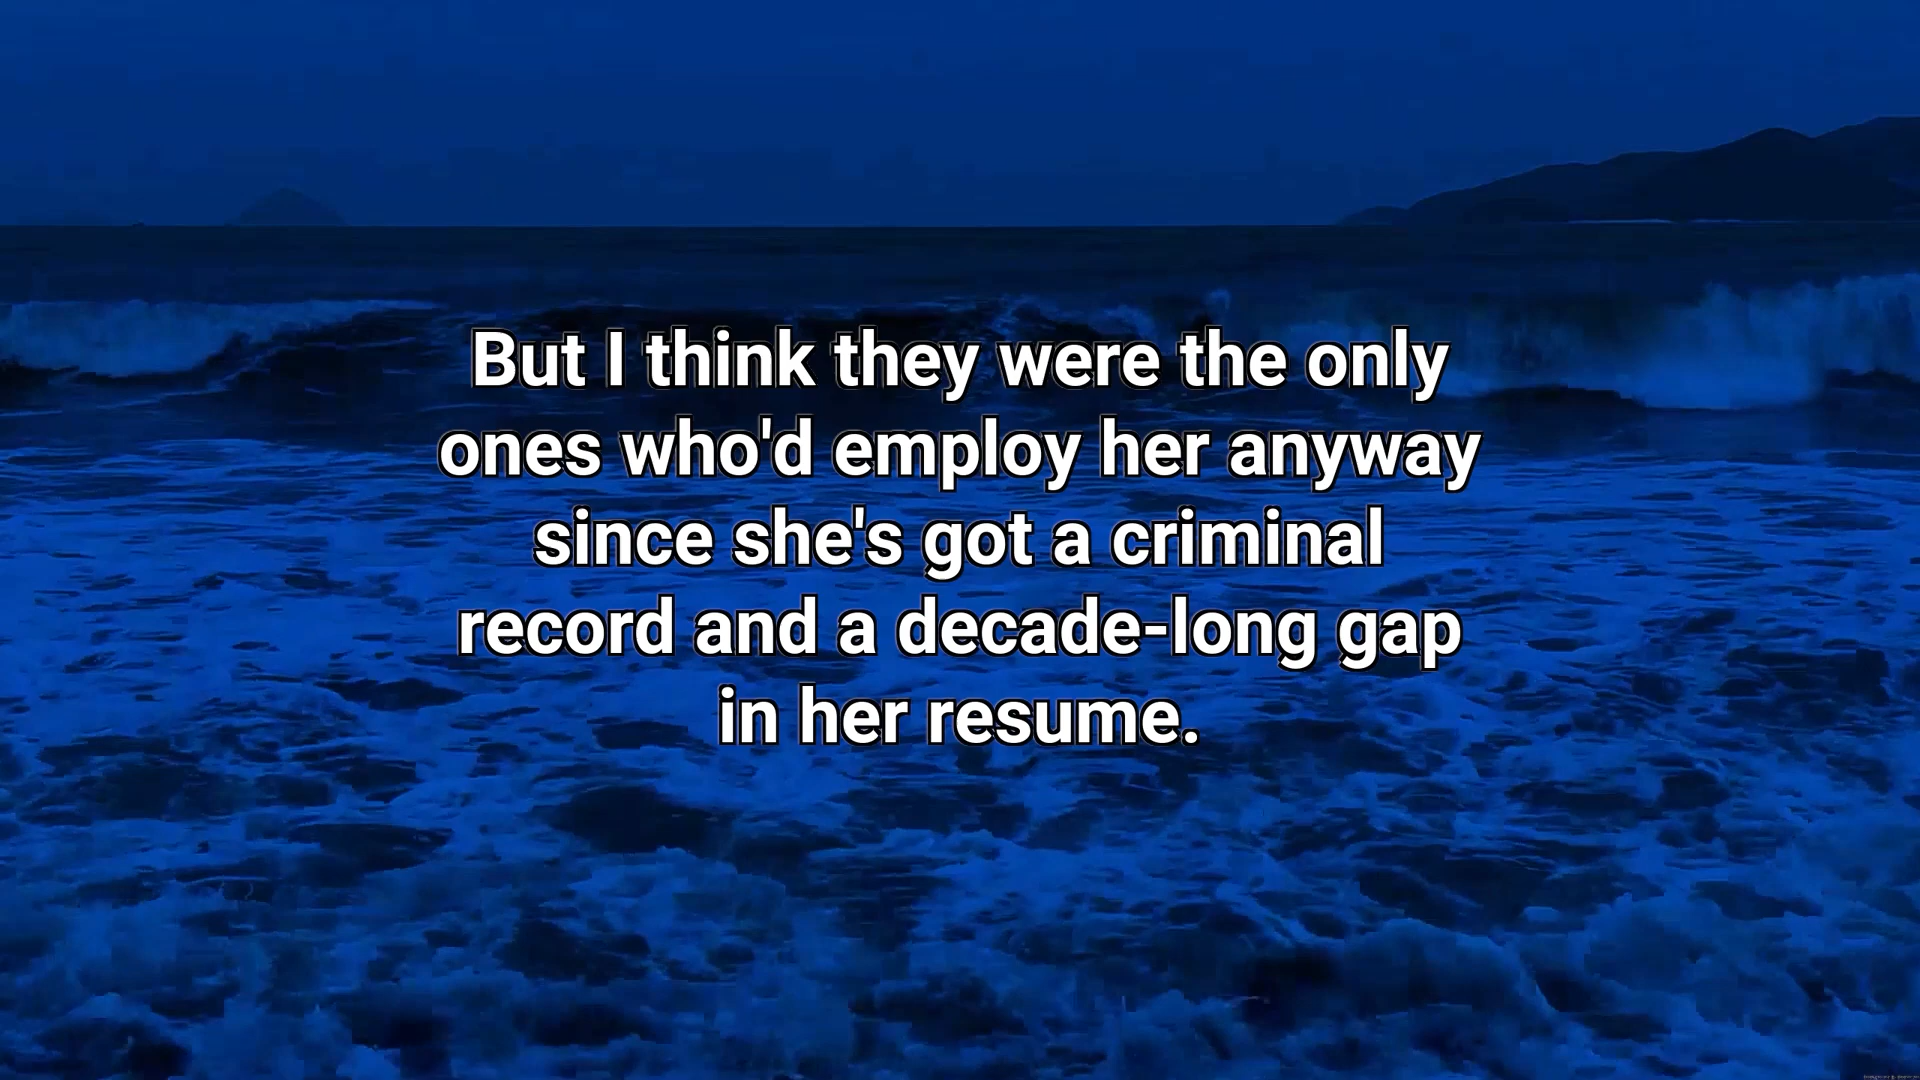 But I think they were the only
ones who'd employ her anyway
since she's got a criminal
record and a decade-long gap
in her resume.